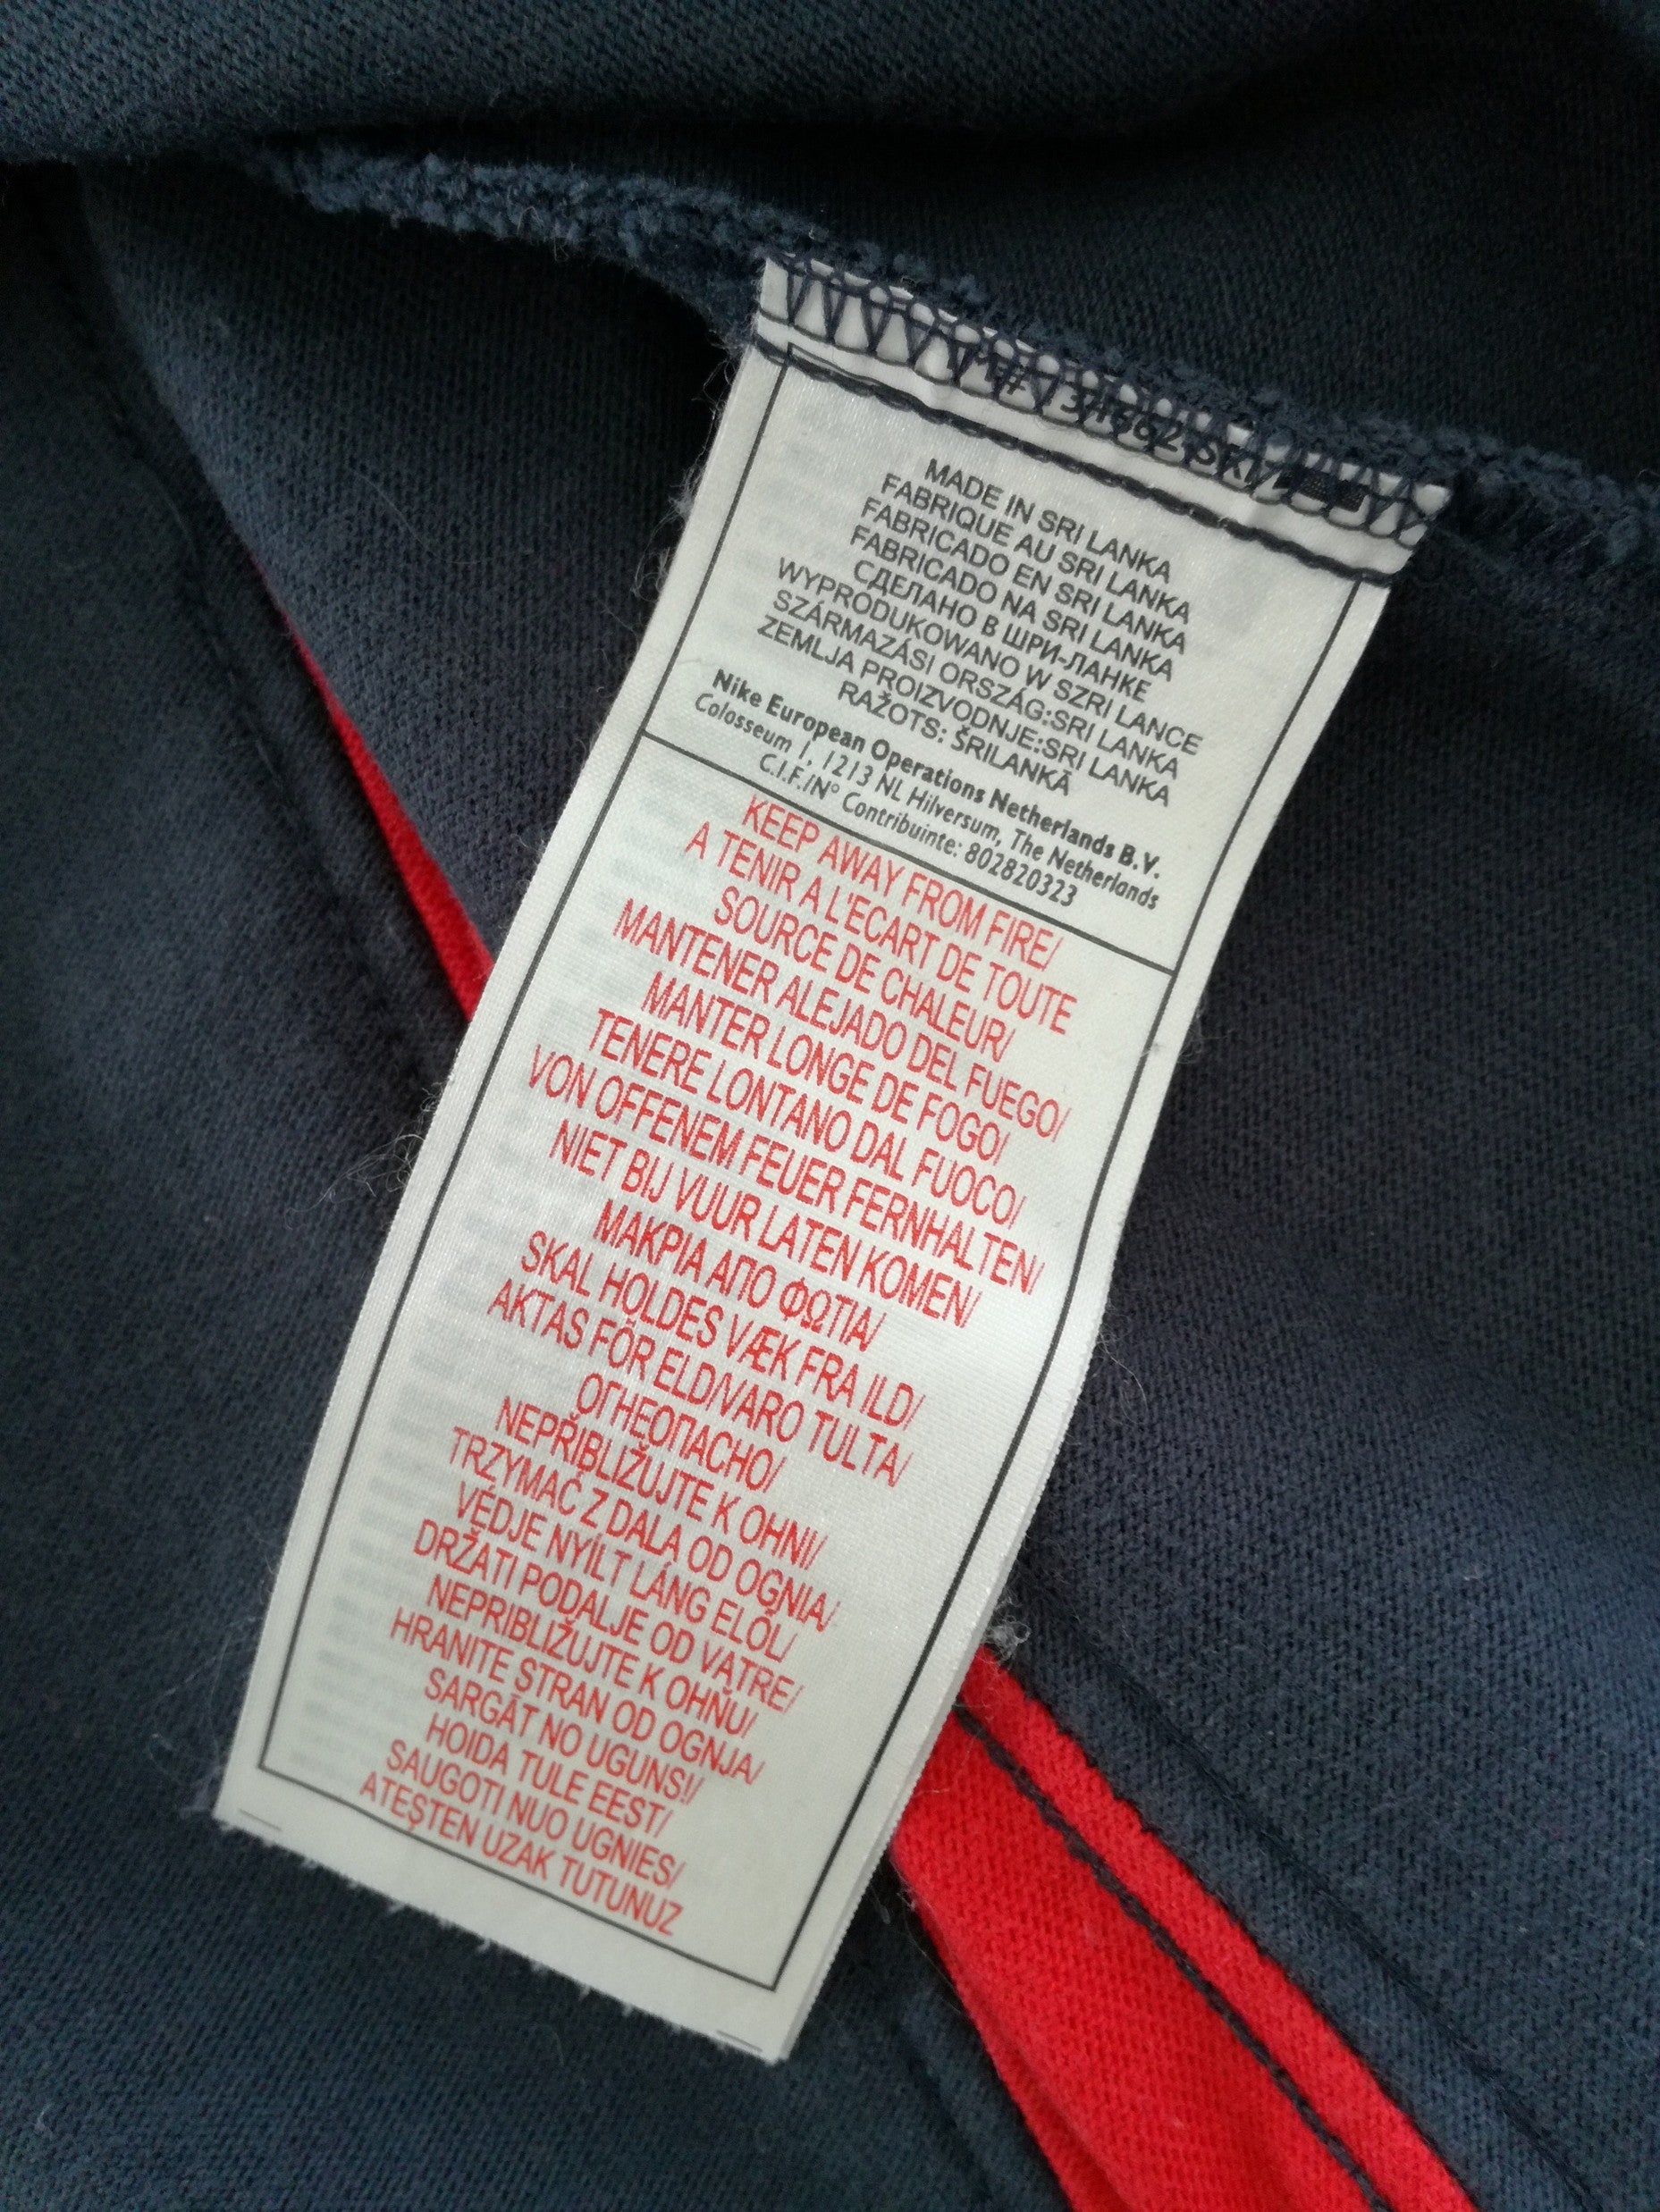 MADE IN SRI LANKA
FABRIQUE AU SRI LANKA
FABRICADO EN SRI LANKA
FABRICADO NA SRI LANKA
СДЕЛАНО В ШРИ-ЛАНКЕ
WYPRODUKOWANO W SZRI LANCE
SZÁRMAZÁSI ORSZÁG:SRI LANKA
ZEMLJA PROIZVODNJE:SRI LANKA
RAŽOTS: ŠRILANKĀ
Nike European Operations Netherlands B.V.
Colosseum 1, 1213 NL Hilversum, The Netherlands
C.I.F./N° Contribuinte: 802820323
KEEP AWAY FROM FIRE/
A TENIR A L'ECART DE TOUTE
SOURCE DE CHALEUR/
MANTENER ALEJADO DEL FUEGO/
MANTER LONGE DE FOGO/
TENERE LONTANO DAL FUOCO/
VON OFFENEM FEUER FERNHALTEN/
NIET BIJ VUUR LATEN KOMEN/
ΜΑΚΡΙΑ ΑΠΟ ΦΩΤΙΑ/
SKAL HOLDES VÆK FRA ILD/
AKTAS FÖR ELD/VARO TULTA/
ОГНЕОПАСНО/
NEPŘIBLIŽUJTE K OHNI/
TRZYMAĆ Z DALA OD OGNIA/
VÉDJE NYÍLT LÁNG ELŐL/
DRŽATI PODALJE OD VATRE/
NEPRIBLIŽUJTE K OHŇU/
HRANITE STRAN OD OGNJA/
SARGĀT NO UGUNS!/
HOIDA TULE EEST/
SAUGOTI NUO UGNIES/
ATEŞTEN UZAK TUTUNUZ